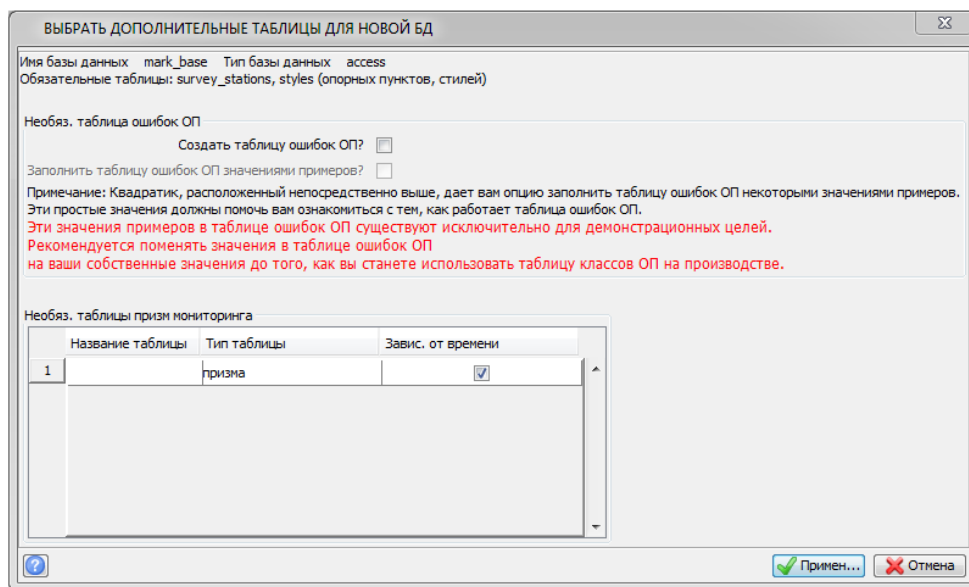 ВЫБРАТЬ ДОПОЛНИТЕЛЬНЫЕ ТАБЛИЦЫ ДЛЯ НОВОЙ БД
Имя базы данных mark_base Тип базы данных access
Обязательные таблицы: survey_stations, styles (опорных пунктов, стилей)
Необяз. таблица ошибок ОП
Создать таблицу ошибок ОП?
Заполнить таблицу ошибок ОП значениями примеров?
Примечание: Квадратик, расположенный непосредственно выше, дает вам опцию заполнить таблицу ошибок ОП некоторыми значениями примеров.
Эти простые значения должны помочь вам ознакомиться с тем, как работает таблица ошибок ОП.
Эти значения примеров в таблице ошибок ОП существуют исключительно для демонстрационных целей.
Рекомендуется поменять значения в таблице ошибок ОП
на ваши собственные значения до того, как вы станете использовать таблицу классов ОП на производстве.
Необяз. таблицы призм мониторинга
Название таблицы Тип таблицы Завис. от времени
1 призма
? Примен... Отмена